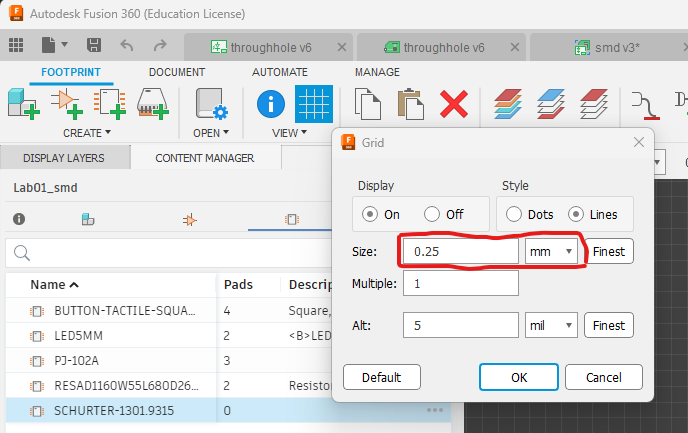 Autodesk Fusion 360 (Education License)
throughhole v6
throughhole v6
smd v3*
FOOTPRINT
DOCUMENT
AUTOMATE
MANAGE
CREATE
OPEN
VIEW
DISPLAY LAYERS
CONTENT MANAGER
Lab01_smd
Name
Pads
Descrip
BUTTON-TACTILE-SQUA... 4 Square,
LED5MM 2 <B>LED
PJ-102A 3
RESAD1160W55L680D26... 2 Resistor
SCHURTER-1301.9315 0
Grid
Display
Style
On
Off
Dots
Lines
Size: 0.25 mm Finest
Multiple: 1
Alt: 5 mil Finest
Default
OK
Cancel